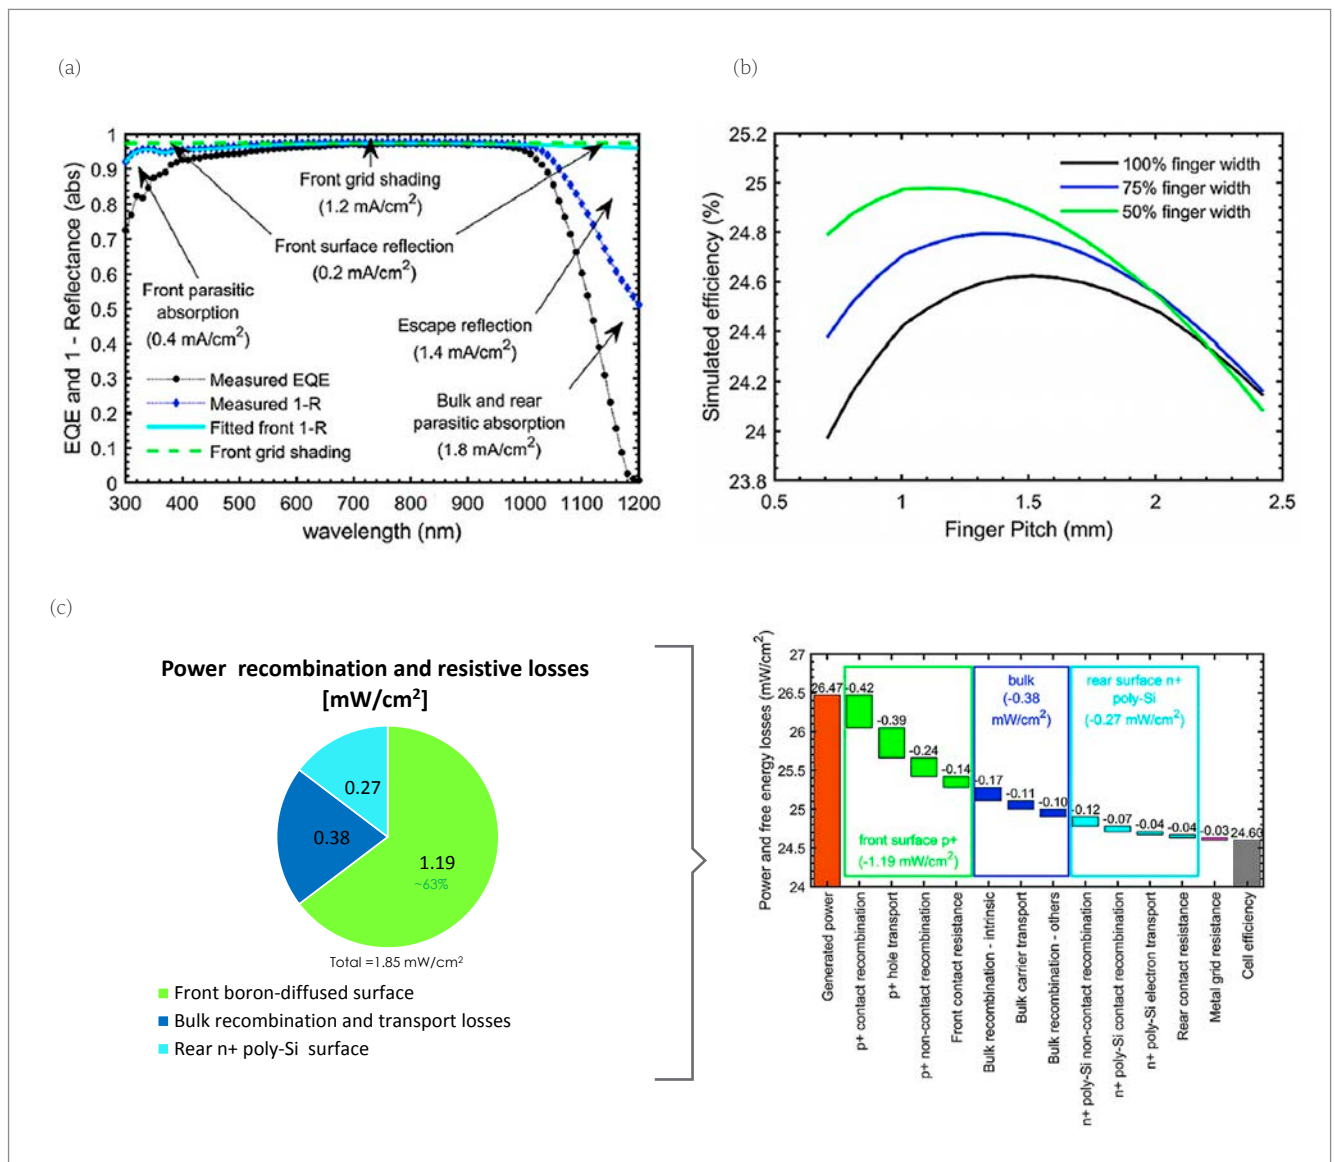 (a)
1
0.9
0.8
0.7
0.6
0.5
0.4
0.3
0.2
0.1
0
EQE and 1 - Reflectance (abs)
Front grid shading
(1.2 mA/cm²)
Front surface reflection
(0.2 mA/cm²)
Front parasitic
absorption
(0.4 mA/cm²)
Escape reflection
(1.4 mA/cm²)
Bulk and rear
parasitic absorption
(1.8 mA/cm²)
Measured EQE
Measured 1-R
Fitted front 1-R
Front grid shading
300 400 500 600 700 800 900 1000 1100 1200
wavelength (nm)
(b)
25.2
25
24.8
24.6
24.4
24.2
24
23.8
Simulated efficiency (%)
100% finger width
75% finger width
50% finger width
0.5 1 1.5 2 2.5
Finger Pitch (mm)
(c)
Power recombination and resistive losses
[mW/cm²]
0.27
0.38
1.19
~63%
Total =1.85 mW/cm²
Front boron-diffused surface
Bulk recombination and transport losses
Rear n+ poly-Si surface
Power and free energy losses (mW/cm²)
27
26.5
26
25.5
25
24.5
24
26.47
-0.42
-0.39
-0.24
-0.14
-0.17
-0.11
-0.10
-0.12
-0.07
-0.04
-0.04
-0.03
24.60
front surface p+
(-1.19 mW/cm²)
bulk
(-0.38
mW/cm²)
rear surface n+
poly-Si
(-0.27 mW/cm²)
Generated power
p+ contact recombination
p+ hole transport
p+ non-contact recombination
Front contact resistance
Bulk recombination - intrinsic
Bulk carrier transport
Bulk recombination - others
n+ poly-Si non-contact recombination
n+ poly-Si contact recombination
n+ poly-Si electron transport
Rear contact resistance
Metal grid resistance
Cell efficiency